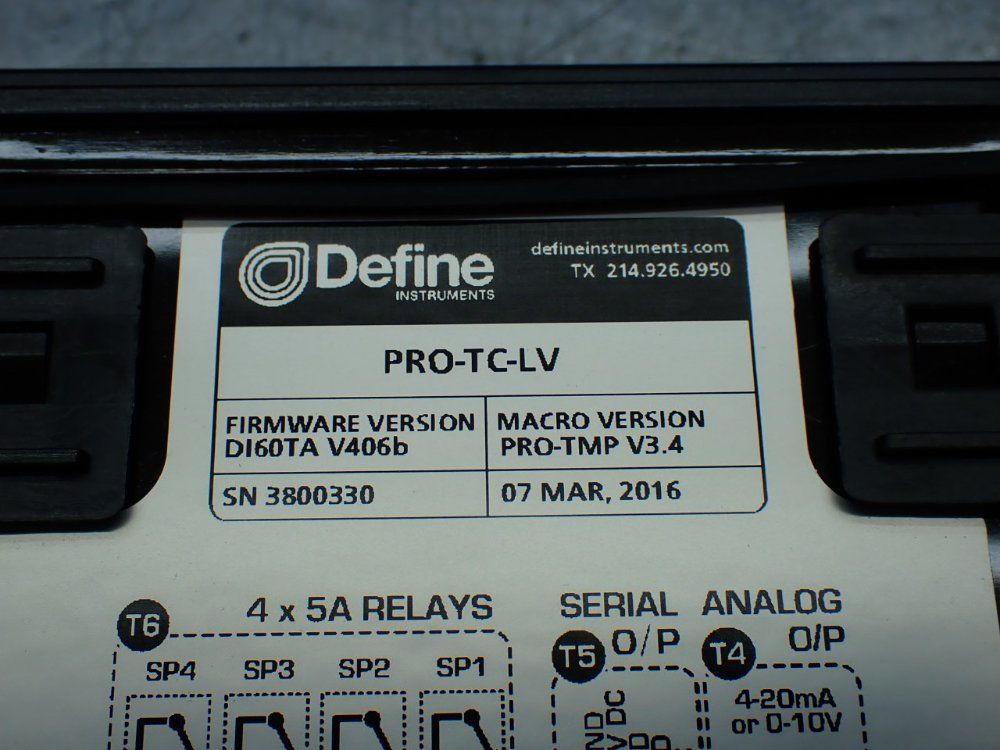 Define
INSTRUMENTS
defineinstruments.com
TX 214.926.4950
PRO-TC-LV
FIRMWARE VERSION
DI60TA V406b
MACRO VERSION
PRO-TMP V3.4
SN 3800330
07 MAR, 2016
T6
4 x 5A RELAYS
SP4 SP3 SP2 SP1
SERIAL
T5 O/P
ANALOG
T4 O/P
4-20mA
or 0-10V
DC